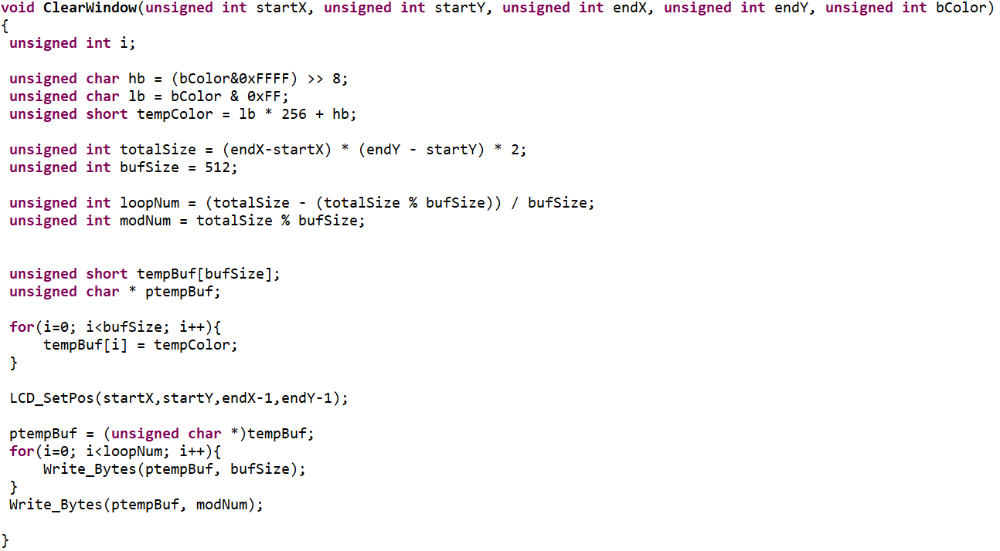 void ClearWindow(unsigned int startX, unsigned int startY, unsigned int endX, unsigned int endY, unsigned int bColor)
{
unsigned int i;
unsigned char hb = (bColor&0xFFFF) >> 8;
unsigned char lb = bColor & 0xFF;
unsigned short tempColor = lb * 256 + hb;
unsigned int totalSize = (endX-startX) * (endY - startY) * 2;
unsigned int bufSize = 512;
unsigned int loopNum = (totalSize - (totalSize % bufSize)) / bufSize;
unsigned int modNum = totalSize % bufSize;
unsigned short tempBuf[bufSize];
unsigned char * ptempBuf;
for(i=0; i<bufSize; i++){
tempBuf[i] = tempColor;
}
LCD_SetPos(startX,startY,endX-1,endY-1);
ptempBuf = (unsigned char *)tempBuf;
for(i=0; i<loopNum; i++){
Write_Bytes(ptempBuf, bufSize);
}
Write_Bytes(ptempBuf, modNum);
}